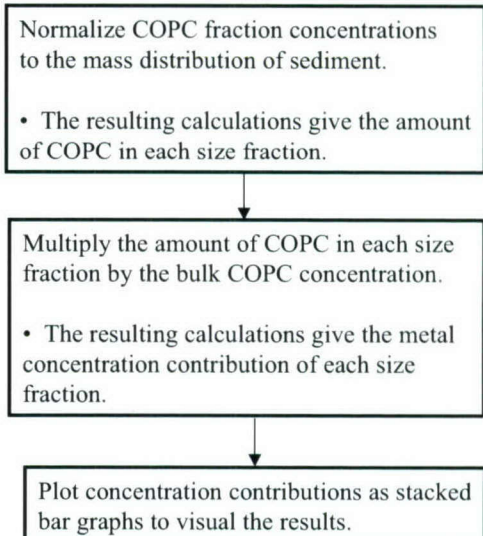 Normalize COPC fraction concentrations
to the mass distribution of sediment.
• The resulting calculations give the amount
of COPC in each size fraction.
Multiply the amount of COPC in each size
fraction by the bulk COPC concentration.
• The resulting calculations give the metal
concentration contribution of each size
fraction.
Plot concentration contributions as stacked
bar graphs to visual the results.